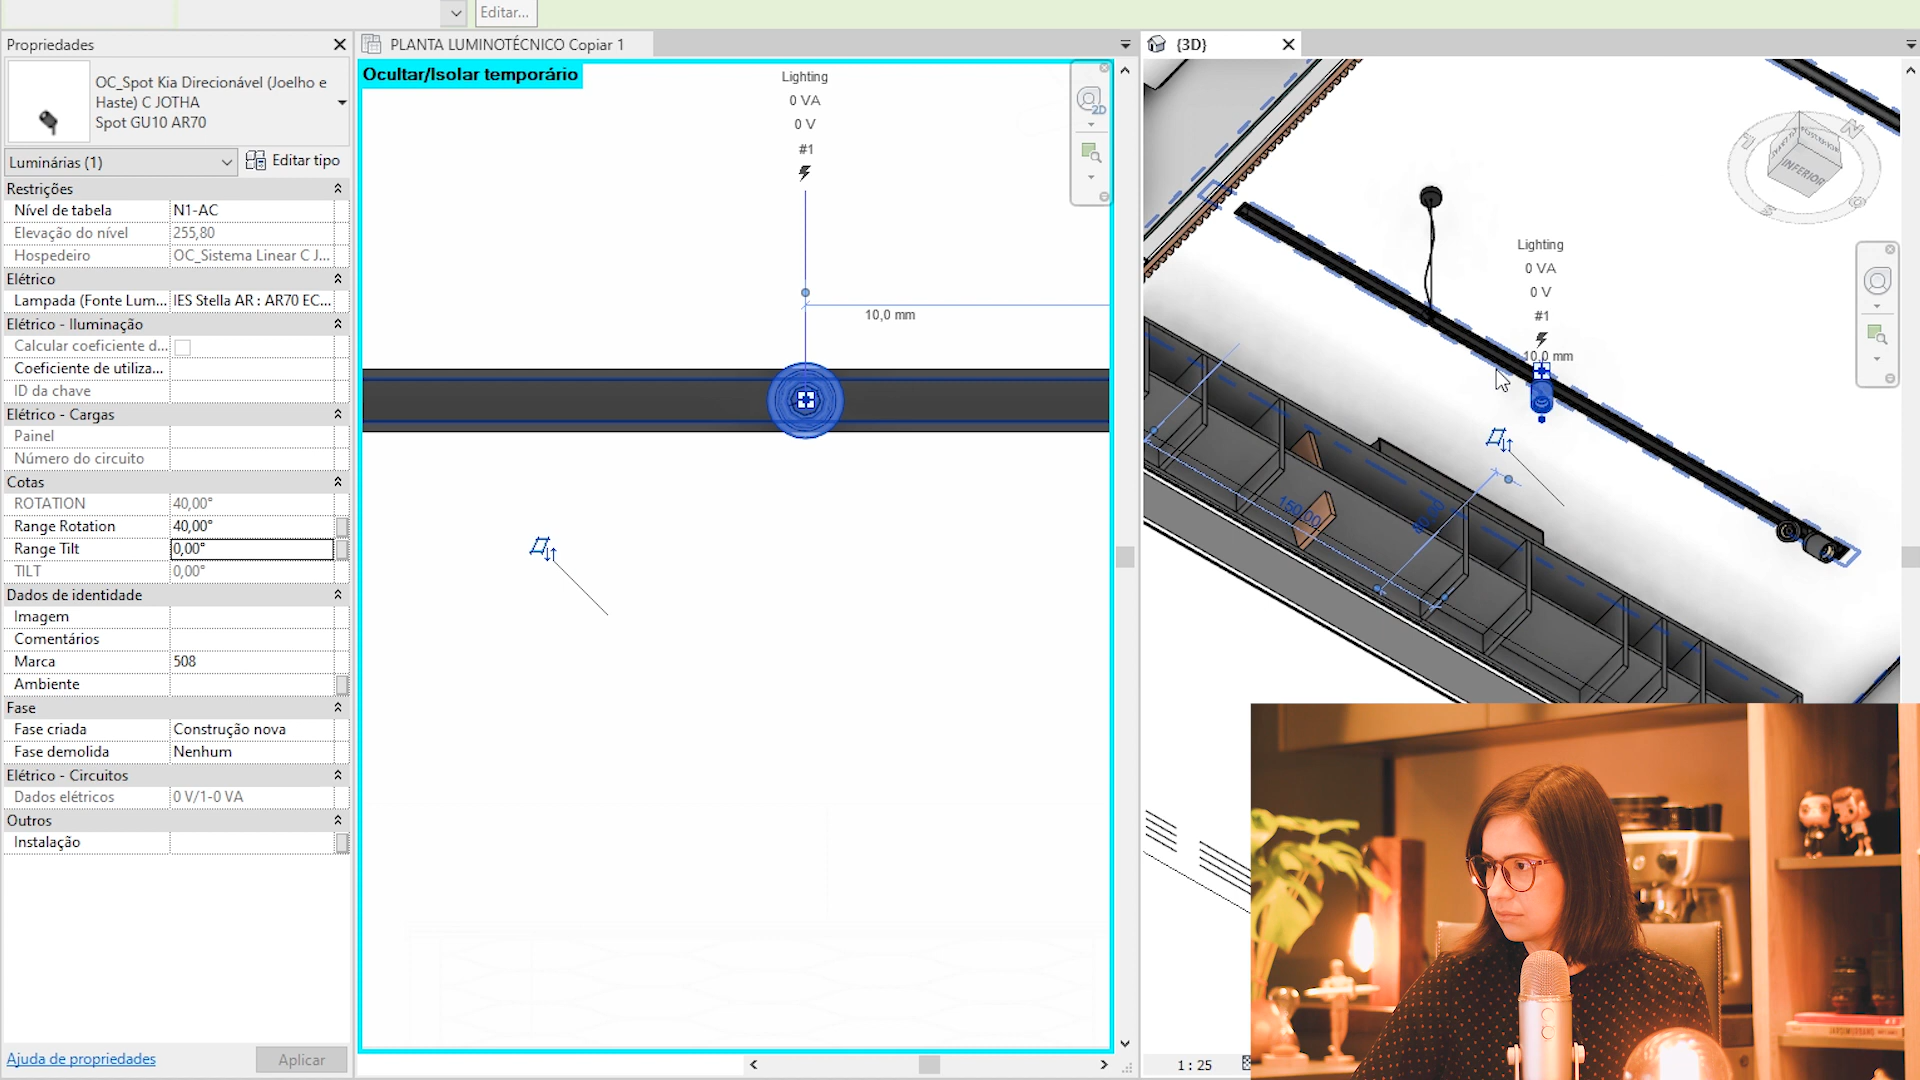 Editar...
Propriedades
OC_Spot Kia Direcionável (Joelho e
Haste) C JOTHA
Spot GU10 AR70
Luminárias (1)
Editar tipo
Restrições
Nível de tabela N1-AC
Elevação do nível 255,80
Hospedeiro OC_Sistema Linear C J...
Elétrico
Lampada (Fonte Lum... IES Stella AR : AR70 EC...
Elétrico - Iluminação
Calcular coeficiente d...
Coeficiente de utiliza...
ID da chave
Elétrico - Cargas
Painel
Número do circuito
Cotas
ROTATION 40,00°
Range Rotation 40,00°
Range Tilt 0,00°
TILT 0,00°
Dados de identidade
Imagem
Comentários
Marca 508
Ambiente
Fase
Fase criada Construção nova
Fase demolida Nenhum
Elétrico - Circuitos
Dados elétricos 0 V/1-0 VA
Outros
Instalação
Ajuda de propriedades
Aplicar
PLANTA LUMINOTÉCNICO Copiar 1
Ocultar/Isolar temporário
Lighting
0 VA
0 V
#1
10,0 mm
2D
{3D}
Lighting
0 VA
0 V
#1
10,0 mm
150,00
INFERIOR
N
1 : 25